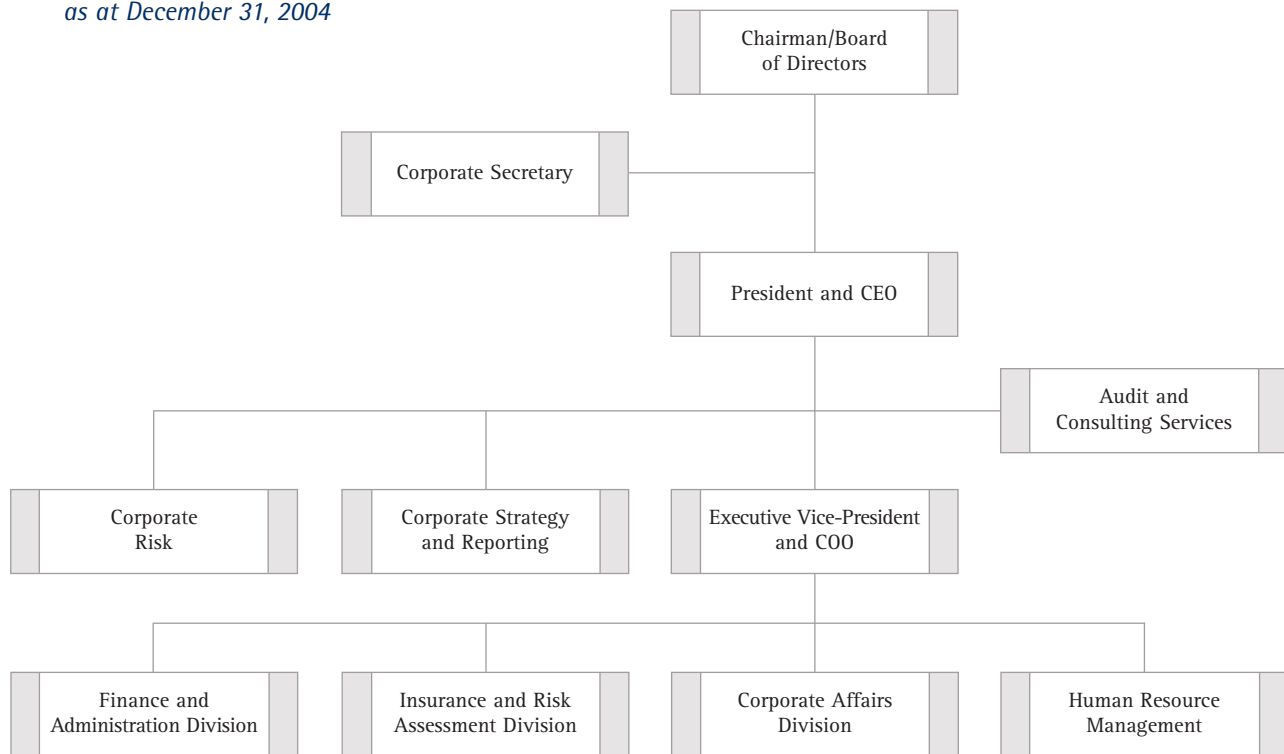 as at December 31, 2004
Chairman/Board
of Directors
Corporate Secretary
President and CEO
Audit and
Consulting Services
Corporate
Risk
Corporate Strategy
and Reporting
Executive Vice-President
and COO
Finance and
Administration Division
Insurance and Risk
Assessment Division
Corporate Affairs
Division
Human Resource
Management